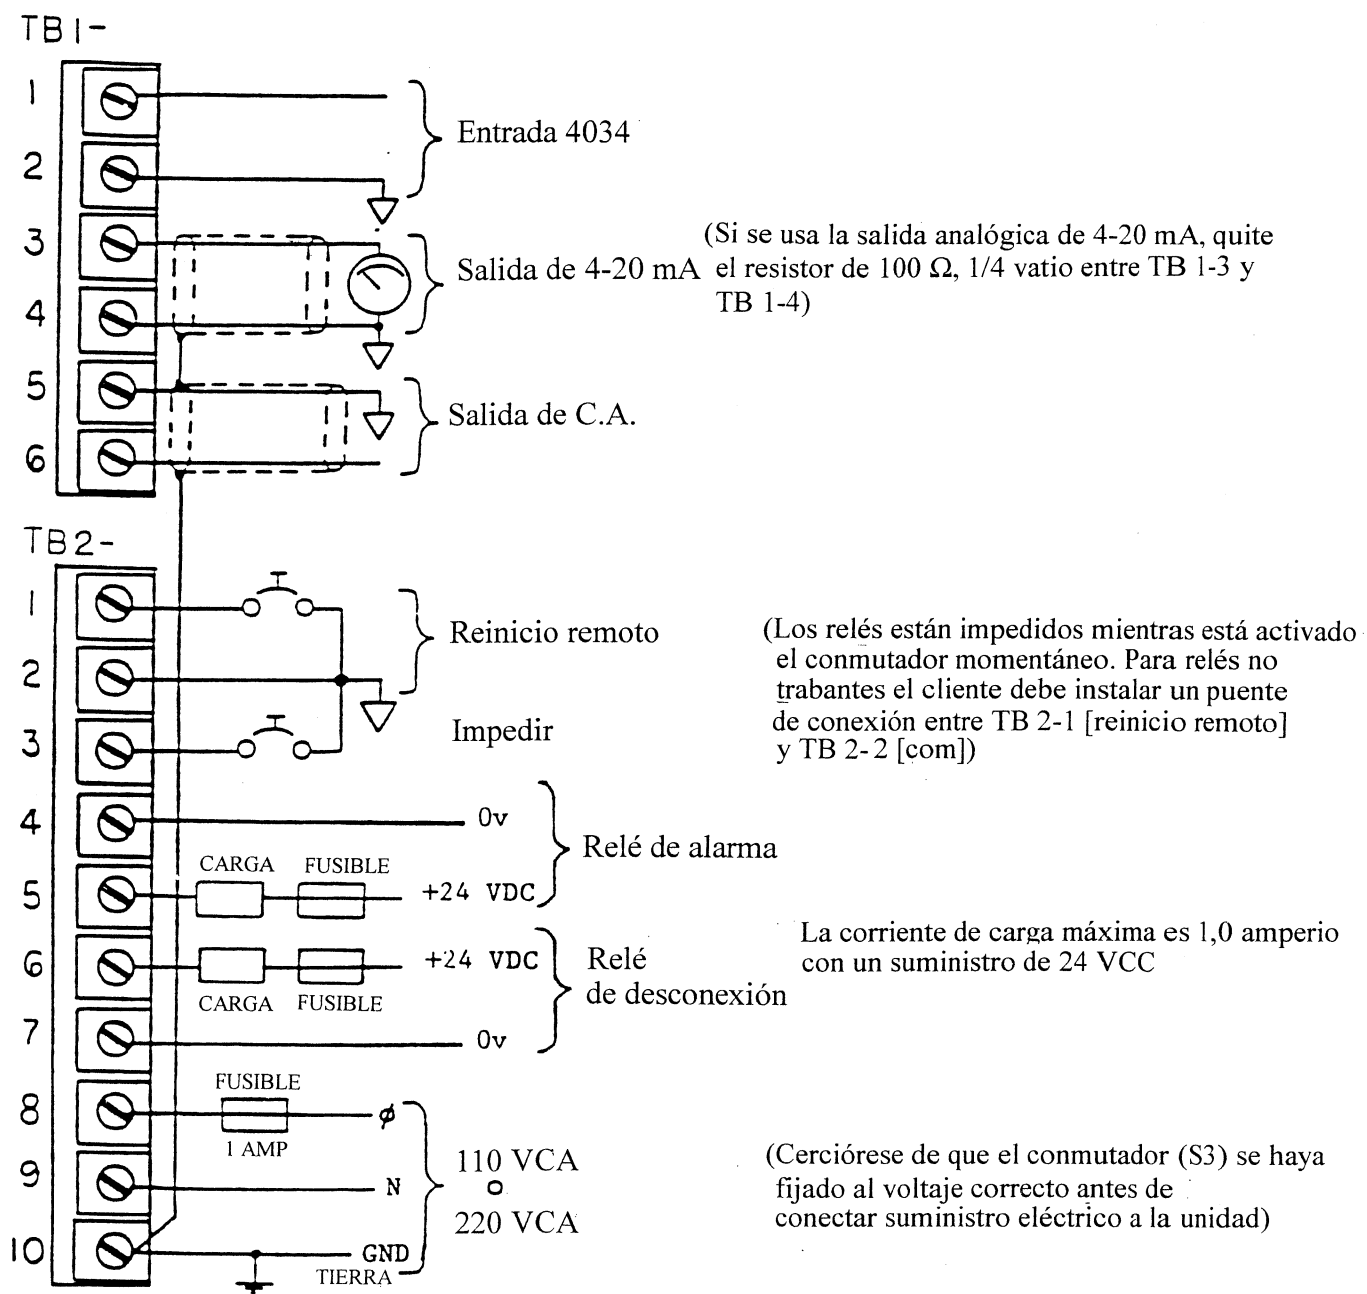 TB1-
1
Entrada 4034
2
3
(Si se usa la salida analógica de 4-20 mA, quite
Salida de 4-20 mA
el resistor de 100 Ω, 1/4 vatio entre TB 1-3 y
TB 1-4)
4
5
Salida de C.A.
6
TB2-
1
Reinicio remoto
(Los relés están impedidos mientras está activado
el conmutador momentáneo. Para relés no
trabantes el cliente debe instalar un puente
de conexión entre TB 2-1 [reinicio remoto]
y TB 2-2 [com])
2
Impedir
3
4
0v
Relé de alarma
CARGA FUSIBLE
5
+24 VDC
La corriente de carga máxima es 1,0 amperio
con un suministro de 24 VCC
6
+24 VDC
Relé
de desconexión
CARGA FUSIBLE
7
0v
FUSIBLE
8
ø
1 AMP
110 VCA
o
220 VCA
(Cerciórese de que el conmutador (S3) se haya
fijado al voltaje correcto antes de
conectar suministro eléctrico a la unidad)
9
N
10
GND
TIERRA